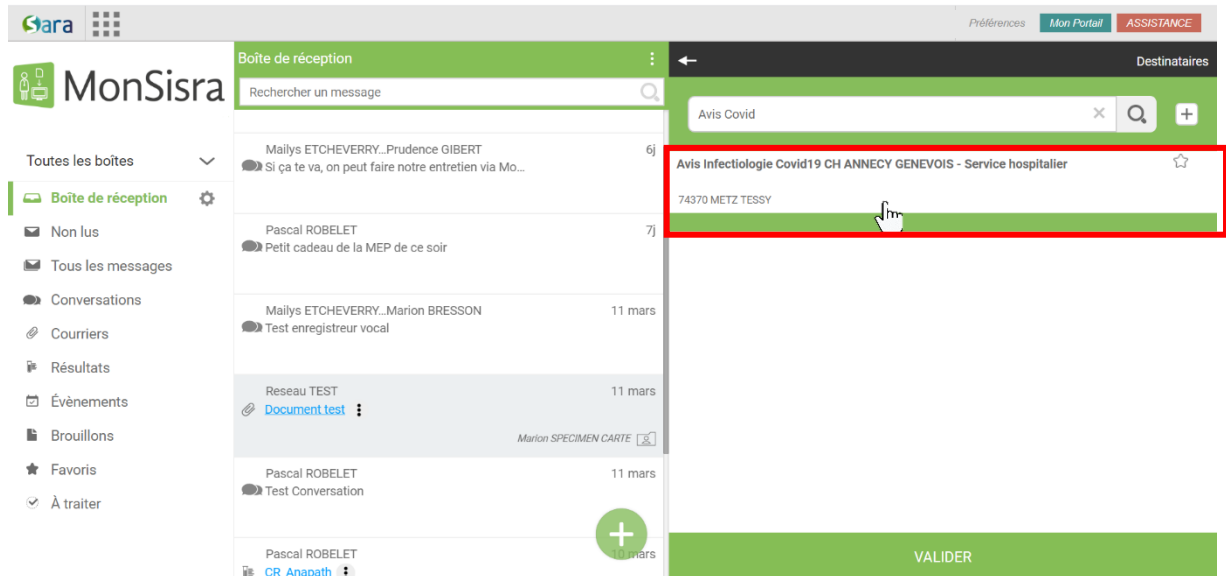 Sara
Préférences
Mon Portail
ASSISTANCE
MonSisra
Toutes les boîtes
Boîte de réception
Non lus
Tous les messages
Conversations
Courriers
Résultats
Évènements
Brouillons
Favoris
À traiter
Boîte de réception
Rechercher un message
Mailys ETCHEVERRY...Prudence GIBERT 6j
Si ça te va, on peut faire notre entretien via Mo...
Pascal ROBELET 7j
Petit cadeau de la MEP de ce soir
Mailys ETCHEVERRY...Marion BRESSON 11 mars
Test enregistreur vocal
Reseau TEST 11 mars
Document test
Marion SPECIMEN CARTE
Pascal ROBELET 11 mars
Test Conversation
Pascal ROBELET 10 mars
CR Anapath
Destinataires
Avis Covid
Avis Infectiologie Covid19 CH ANNECY GENEVOIS - Service hospitalier
74370 METZ TESSY
VALIDER